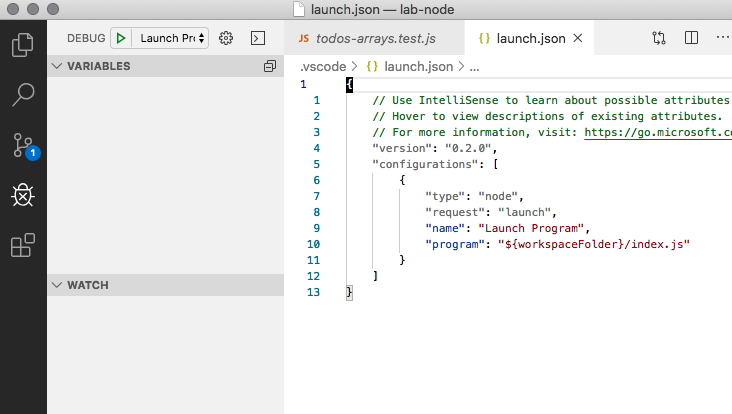 launch.json — lab-node
DEBUG Launch Pr
todos-arrays.test.js
launch.json
VARIABLES
.vscode > launch.json > ...
1 {
1 // Use IntelliSense to learn about possible attributes
2 // Hover to view descriptions of existing attributes.
3 // For more information, visit: https://go.microsoft.co
4 "version": "0.2.0",
5 "configurations": [
6 {
7 "type": "node",
8 "request": "launch",
9 "name": "Launch Program",
10 "program": "${workspaceFolder}/index.js"
11 }
12 ]
13 }
1
WATCH